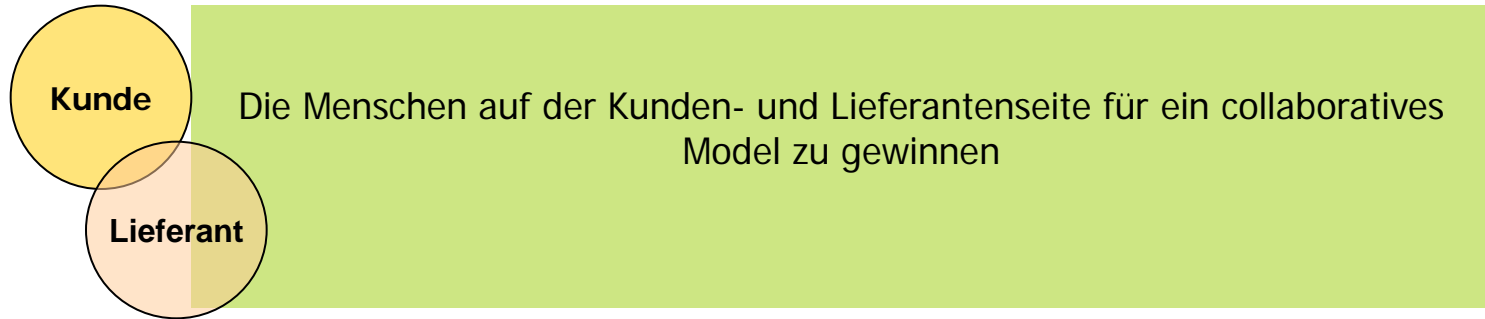 Kunde
Die Menschen auf der Kunden- und Lieferantenseite für ein collaboratives
Model zu gewinnen
Lieferant